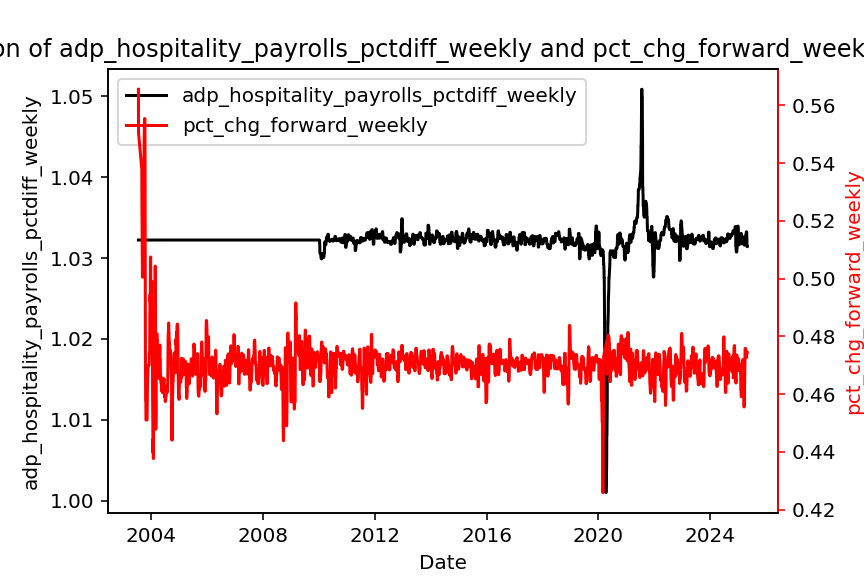 on of adp_hospitality_payrolls_pctdiff_weekly and pct_chg_forward_week
adp_hospitality_payrolls_pctdiff_weekly
pct_chg_forward_weekly
adp_hospitality_payrolls_pctdiff_weekly
1.05
1.04
1.03
1.02
1.01
1.00
0.56
0.54
0.52
0.50
0.48
0.46
0.44
0.42
pct_chg_forward_weekly
2004 2008 2012 2016 2020 2024
Date